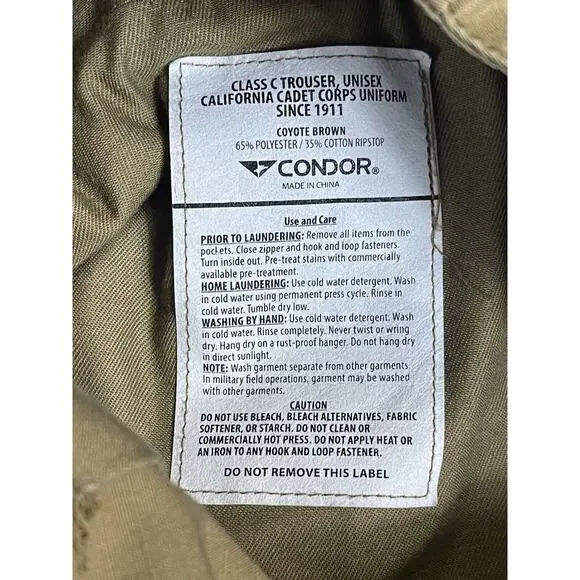 CLASS C TROUSER, UNISEX
CALIFORNIA CADET CORPS UNIFORM
SINCE 1911
COYOTE BROWN
65% POLYESTER / 35% COTTON RIPSTOP
CONDOR®
MADE IN CHINA
Use and Care
PRIOR TO LAUNDERING: Remove all items from the
pockets. Close zipper and hook and loop fasteners.
Turn inside out. Pre-treat stains with commercially
available pre-treatment.
HOME LAUNDERING: Use cold water detergent. Wash
in cold water using permanent press cycle. Rinse in
cold water. Tumble dry low.
WASHING BY HAND: Use cold water detergent. Wash
in cold water. Rinse completely. Never twist or wring
dry. Hang dry on a rust-proof hanger. Do not hang dry
in direct sunlight.
NOTE: Wash garment separate from other garments.
In military field operations, garment may be washed
with other garments.
CAUTION
DO NOT USE BLEACH, BLEACH ALTERNATIVES, FABRIC
SOFTENER, OR STARCH. DO NOT CLEAN OR
COMMERCIALLY HOT PRESS. DO NOT APPLY HEAT OR
AN IRON TO ANY HOOK AND LOOP FASTENER.
DO NOT REMOVE THIS LABEL